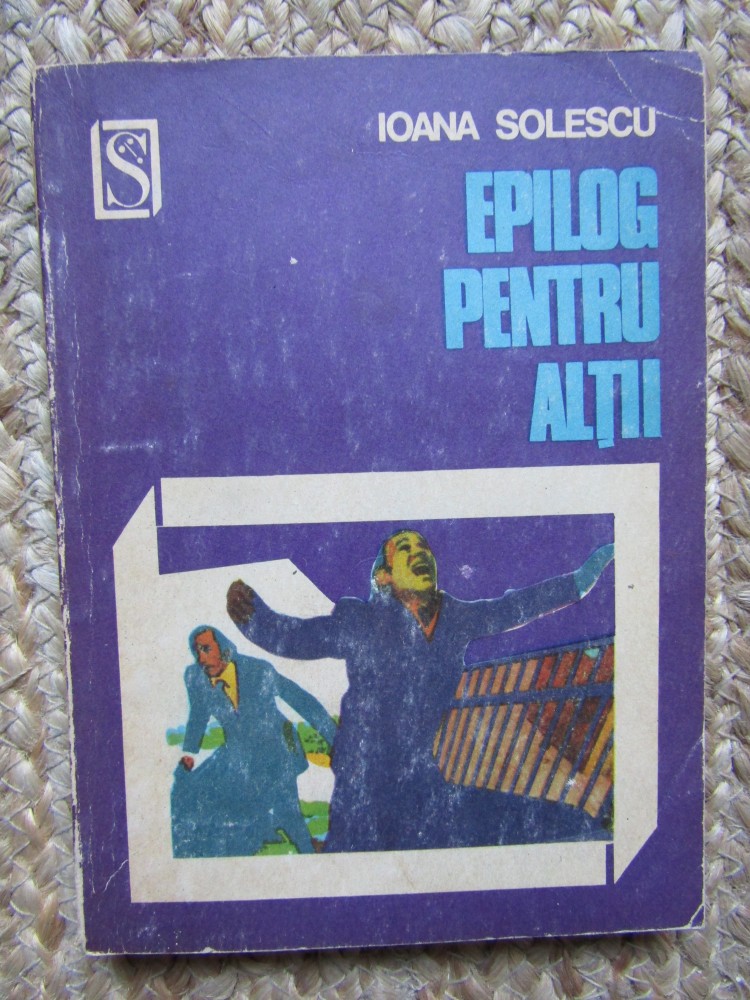 S
IOANA SOLESCU
EPILOG
PENTRU
ALȚII